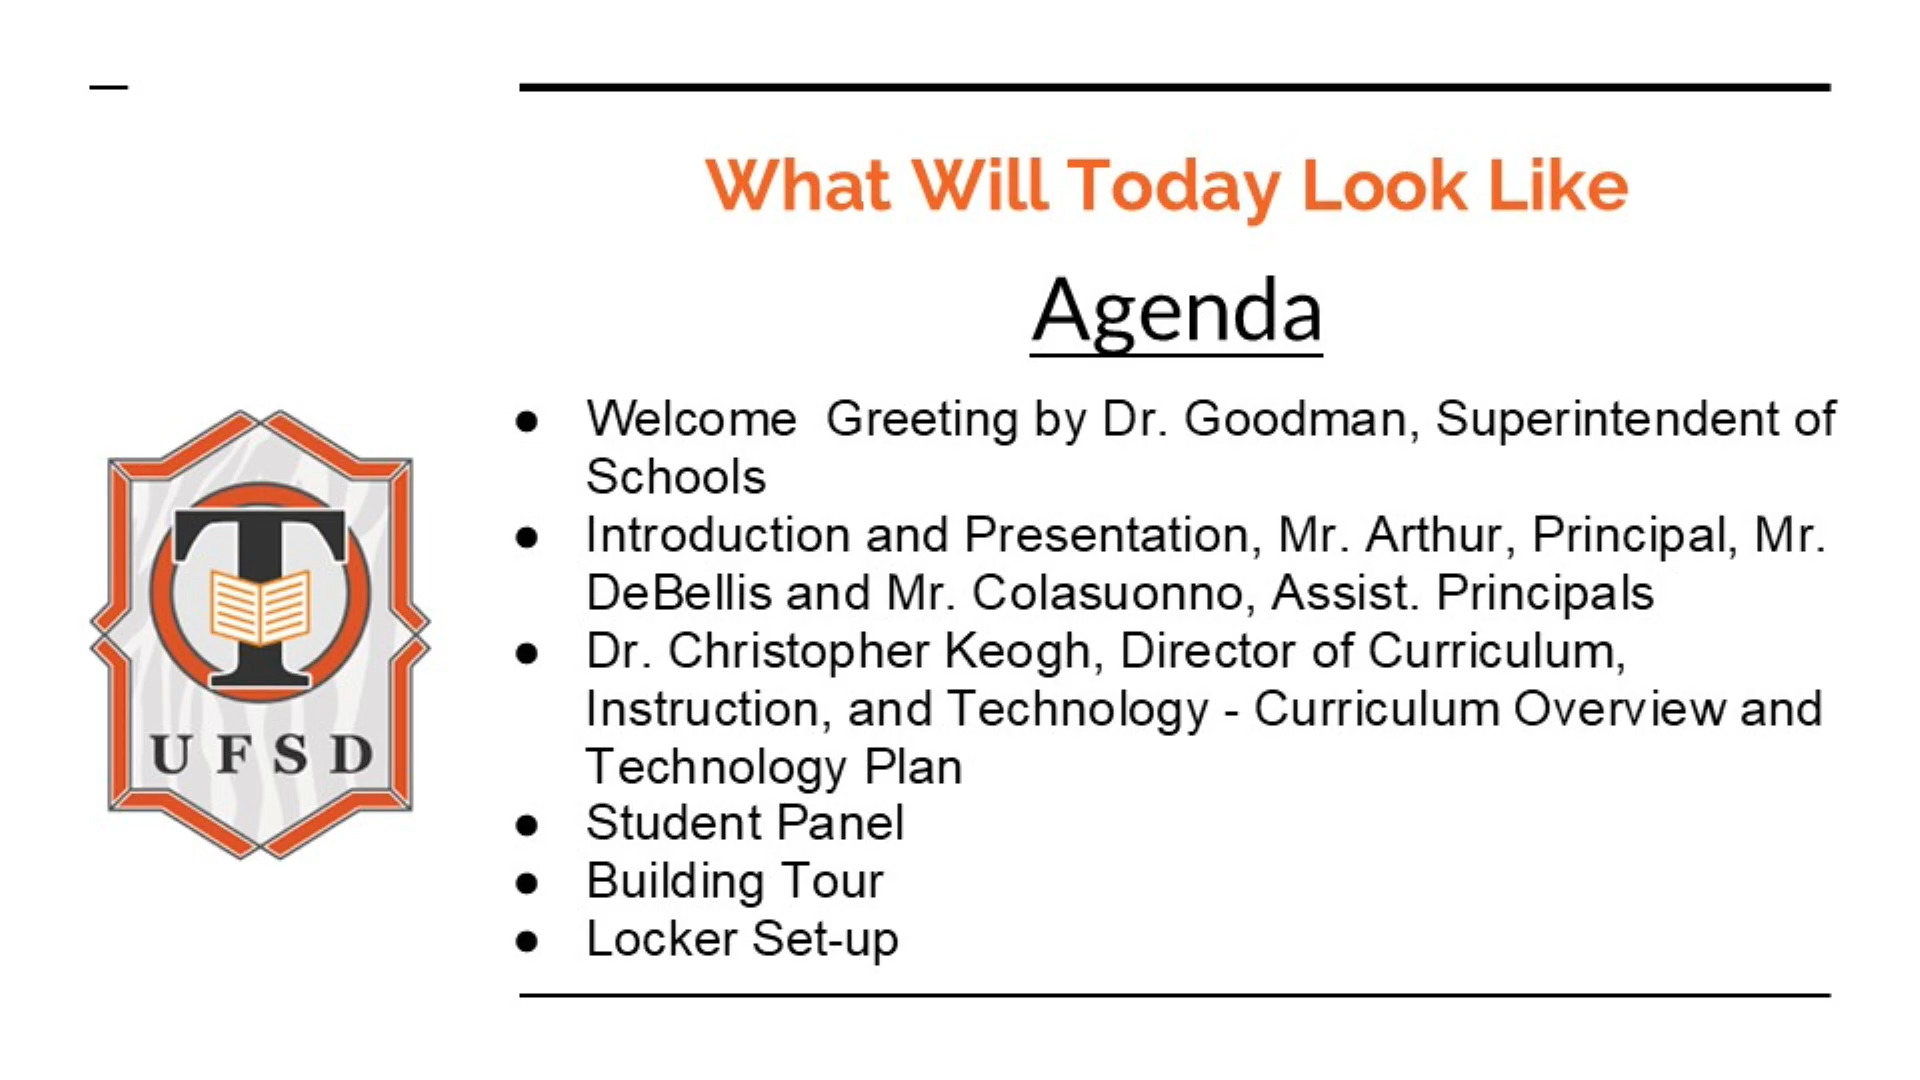 What Will Today Look Like
Agenda
● Welcome  Greeting by Dr. Goodman, Superintendent of
Schools
● Introduction and Presentation, Mr. Arthur, Principal, Mr.
DeBellis and Mr. Colasuonno, Assist. Principals
● Dr. Christopher Keogh, Director of Curriculum,
Instruction, and Technology - Curriculum Overview and
Technology Plan
● Student Panel
● Building Tour
● Locker Set-up
T
UFSD